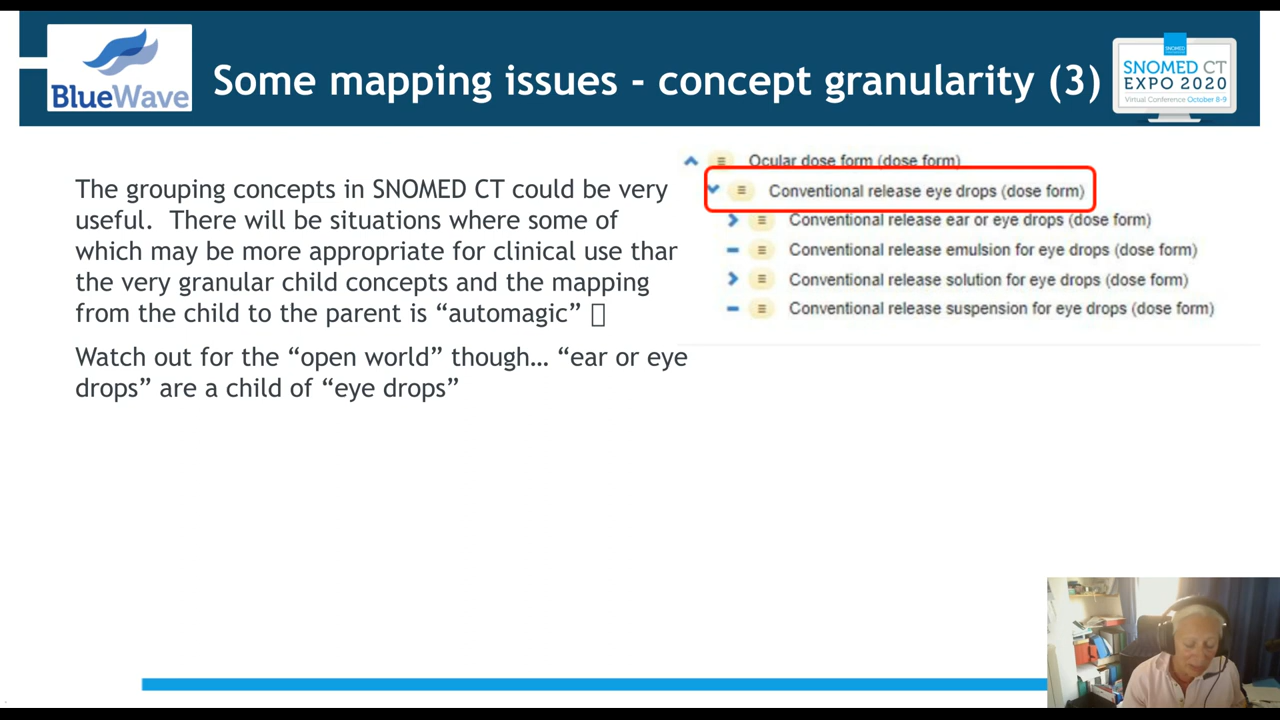 BlueWave
Some mapping issues - concept granularity (3)
SNOMED
SNOMED CT
EXPO 2020
Virtual Conference October 8-9
The grouping concepts in SNOMED CT could be very
useful. There will be situations where some of
which may be more appropriate for clinical use thar
the very granular child concepts and the mapping
from the child to the parent is “automagic”
Watch out for the “open world” though… “ear or eye
drops” are a child of “eye drops”
Ocular dose form (dose form)
Conventional release eye drops (dose form)
Conventional release ear or eye drops (dose form)
Conventional release emulsion for eye drops (dose form)
Conventional release solution for eye drops (dose form)
Conventional release suspension for eye drops (dose form)